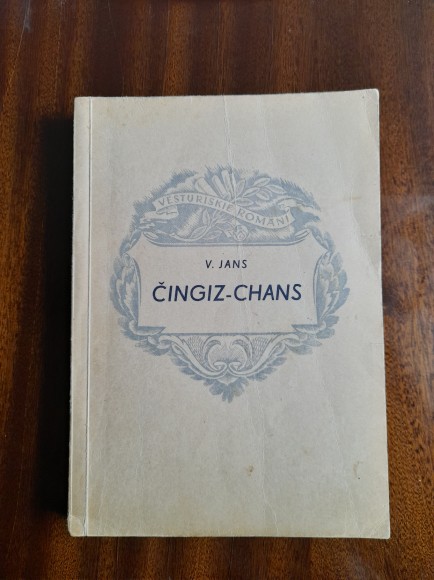 VĒSTURISKIE ROMĀNI
V. JANS
ČINGIZ-CHANS